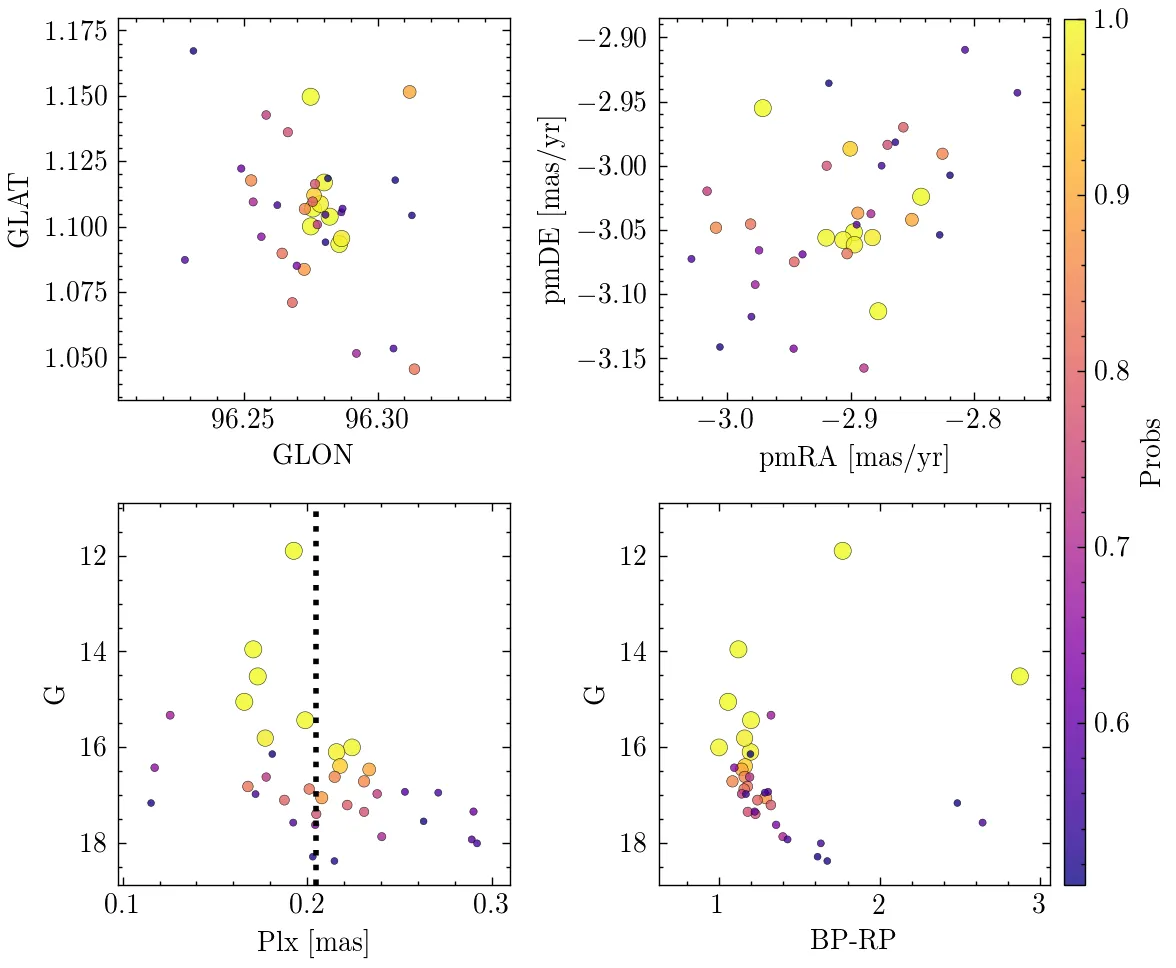 1.175
1.150
1.125
1.100
1.075
1.050
GLAT
96.25 96.30
GLON
−2.90
−2.95
−3.00
−3.05
−3.10
−3.15
pmDE [mas/yr]
−3.0 −2.9 −2.8
pmRA [mas/yr]
12
14
16
18
G
0.1 0.2 0.3
Plx [mas]
12
14
16
18
G
1 2 3
BP-RP
1.0
0.9
0.8
0.7
0.6
Probs